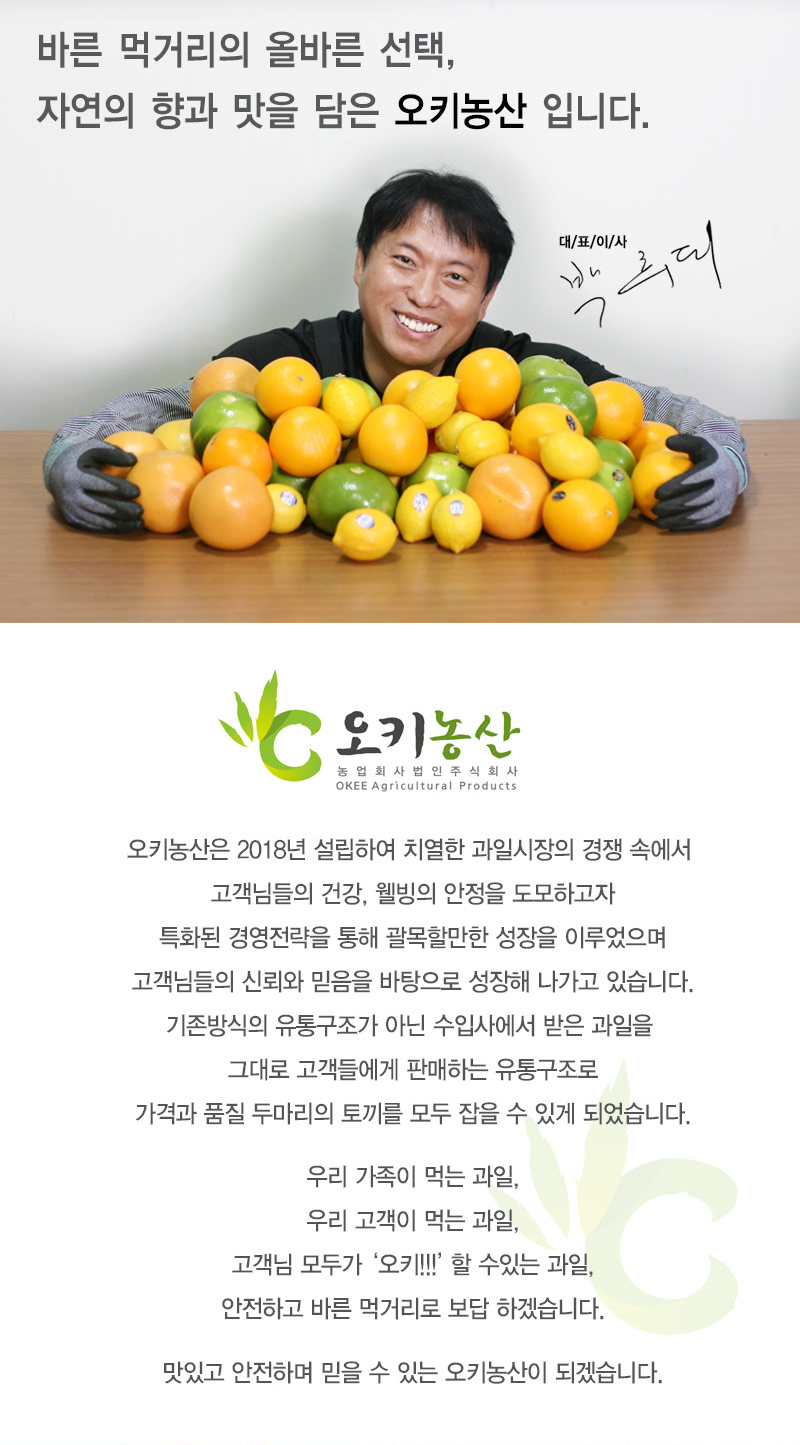 바른 먹거리의 올바른 선택,
자연의 향과 맛을 담은 오키농산 입니다.
대/표/이/사
오키농산
농업회사법인주식회사
OKEE Agricultural Products
오키농산은 2018년 설립하여 치열한 과일시장의 경쟁 속에서
고객님들의 건강, 웰빙의 안정을 도모하고자
특화된 경영전략을 통해 괄목할만한 성장을 이루었으며
고객님들의 신뢰와 믿음을 바탕으로 성장해 나가고 있습니다.
기존방식의 유통구조가 아닌 수입사에서 받은 과일을
그대로 고객들에게 판매하는 유통구조로
가격과 품질 두마리의 토끼를 모두 잡을 수 있게 되었습니다.
우리 가족이 먹는 과일,
우리 고객이 먹는 과일,
고객님 모두가 ‘오키!!!’ 할 수있는 과일,
안전하고 바른 먹거리로 보답 하겠습니다.
맛있고 안전하며 믿을 수 있는 오키농산이 되겠습니다.